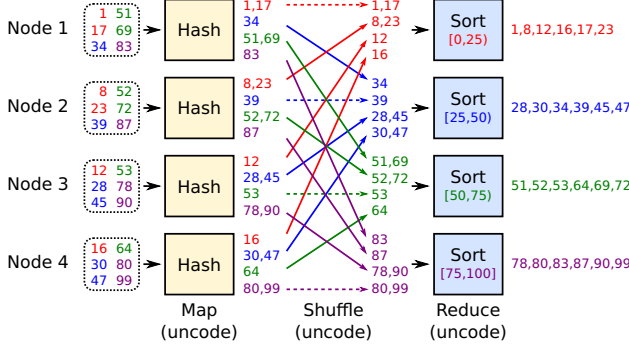 Node 1
1 51
17 69
34 83
Hash
1,17
34
51,69
83
1,17
8,23
12
16
Sort
[0,25)
1,8,12,16,17,23
Node 2
8 52
23 72
39 87
Hash
8,23
39
52,72
87
34
39
28,45
30,47
Sort
[25,50)
28,30,34,39,45,47
Node 3
12 53
28 78
45 90
Hash
12
28,45
53
78,90
51,69
52,72
53
64
Sort
[50,75)
51,52,53,64,69,72
Node 4
16 64
30 80
47 99
Hash
16
30,47
64
80,99
83
87
78,90
80,99
Sort
[75,100]
78,80,83,87,90,99
Map
(uncode)
Shuffle
(uncode)
Reduce
(uncode)